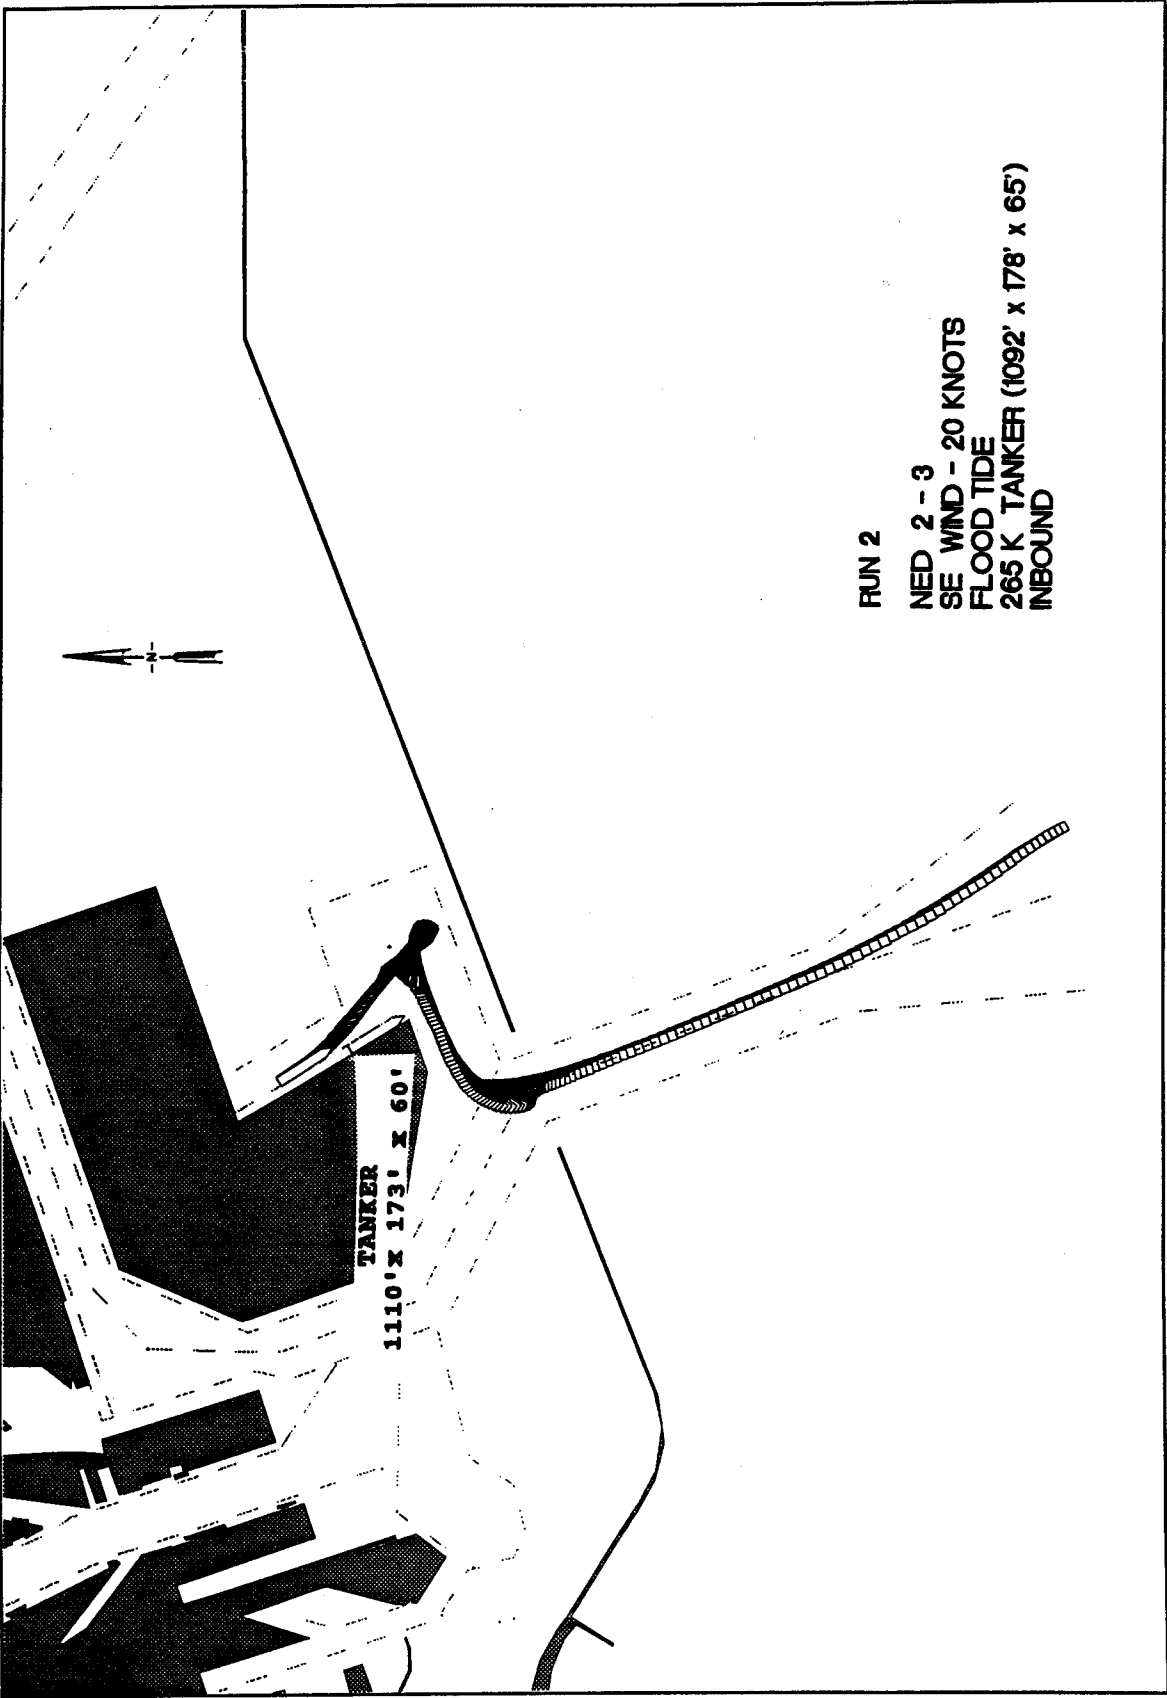 N
TANKER
1110' X 173' X 60'
RUN 2
NED 2 - 3
SE WIND - 20 KNOTS
FLOOD TIDE
265 K TANKER (1092' x 178' x 65')
INBOUND